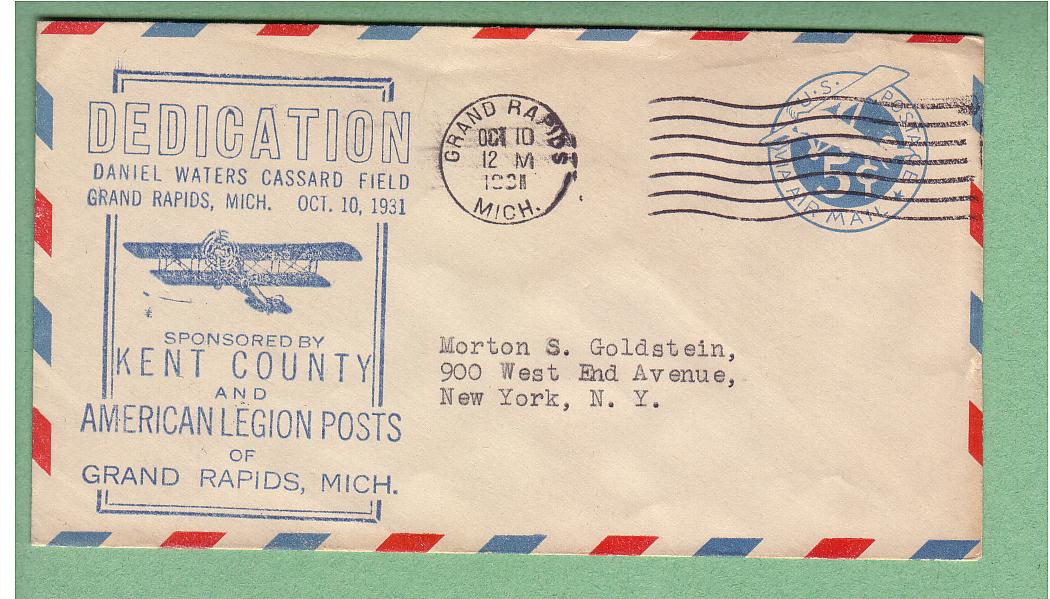 DEDICATION
DANIEL WATERS CASSARD FIELD
GRAND RAPIDS, MICH. OCT. 10, 1931
SPONSORED BY
KENT COUNTY
AND
AMERICAN LEGION POSTS
OF
GRAND RAPIDS, MICH.
GRAND RAPIDS
OCT 10
12 M
1931
MICH.
U.S. POSTAGE
5¢
VIA AIR MAIL
Morton S. Goldstein,
900 West End Avenue,
New York, N. Y.